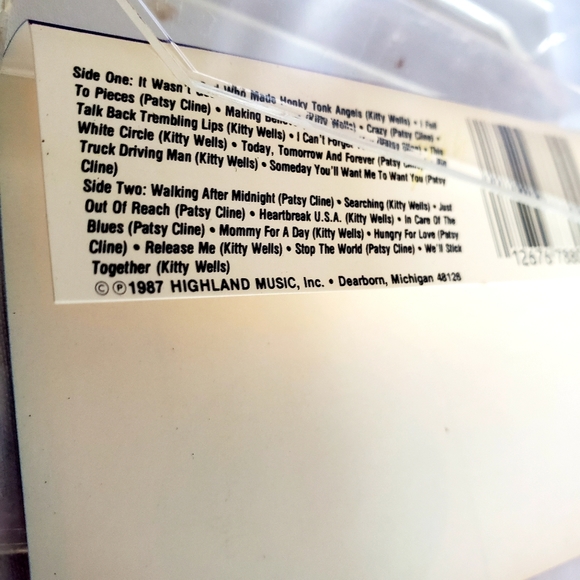 Side One: It Wasn't Who Made Honky Tonk Angels (Kitty Wells) • I Fall
To Pieces (Patsy Cline) • Making (Kitty Wells) • Crazy (Patsy Cline) •
Talk Back Trembling Lips (Kitty Wells) • I Can't Forget (Patsy Cline) • This
White Circle (Kitty Wells) • Today, Tomorrow And Forever (Patsy
Truck Driving Man (Kitty Wells) • Someday You'll Want Me To Want You (Patsy
Cline)
Side Two: Walking After Midnight (Patsy Cline) • Searching (Kitty Wells) • Just
Out Of Reach (Patsy Cline) • Heartbreak U.S.A. (Kitty Wells) • In Care Of The
Blues (Patsy Cline) • Mommy For A Day (Kitty Wells) • Hungry For Love (Patsy
Cline) • Release Me (Kitty Wells) • Stop The World (Patsy Cline) • We'll Stick
Together (Kitty Wells)
© ℗ 1987 HIGHLAND MUSIC, Inc. • Dearborn, Michigan 48126